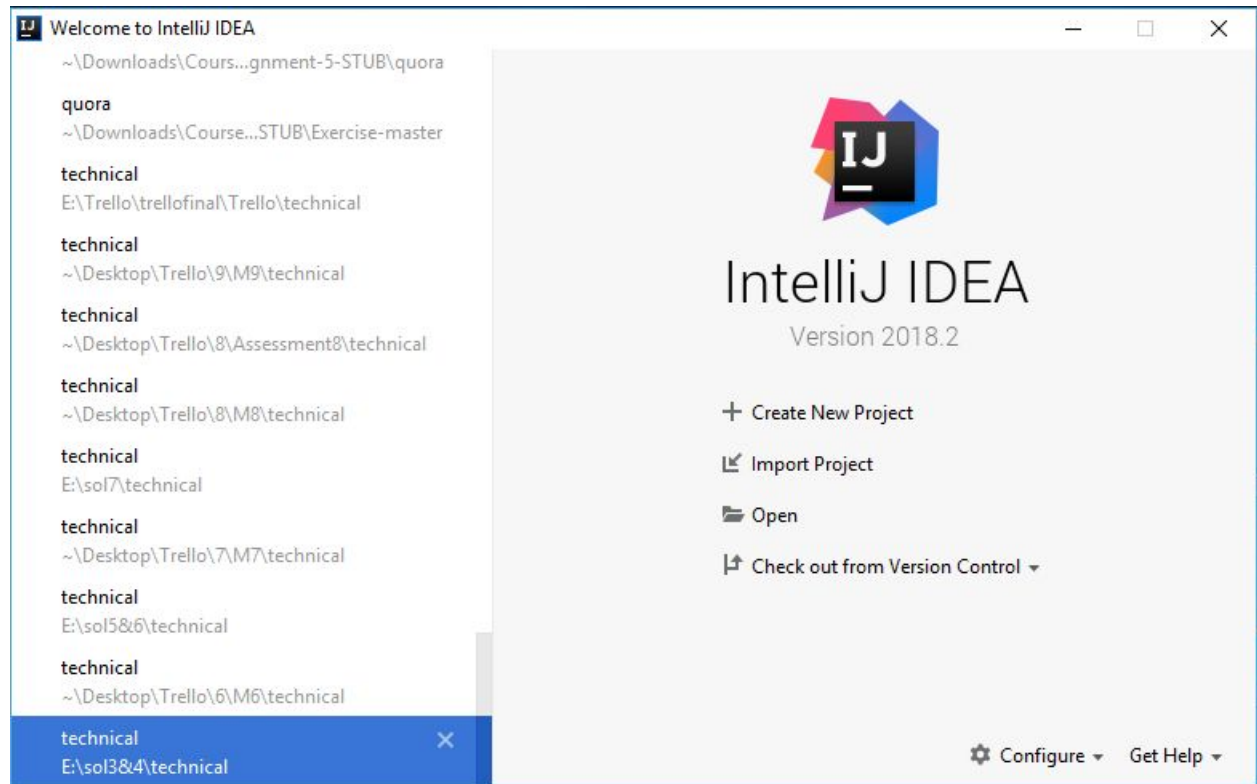 Welcome to IntelliJ IDEA
~\Downloads\Cours...gnment-5-STUB\quora
quora
~\Downloads\Course...STUB\Exercise-master
technical
E:\Trello\trellofinal\Trello\technical
technical
~\Desktop\Trello\9\M9\technical
technical
~\Desktop\Trello\8\Assessment8\technical
technical
~\Desktop\Trello\8\M8\technical
technical
E:\sol7\technical
technical
~\Desktop\Trello\7\M7\technical
technical
E:\sol5&6\technical
technical
~\Desktop\Trello\6\M6\technical
technical
E:\sol3&4\technical
IJ
IntelliJ IDEA
Version 2018.2
Create New Project
Import Project
Open
Check out from Version Control
Configure
Get Help